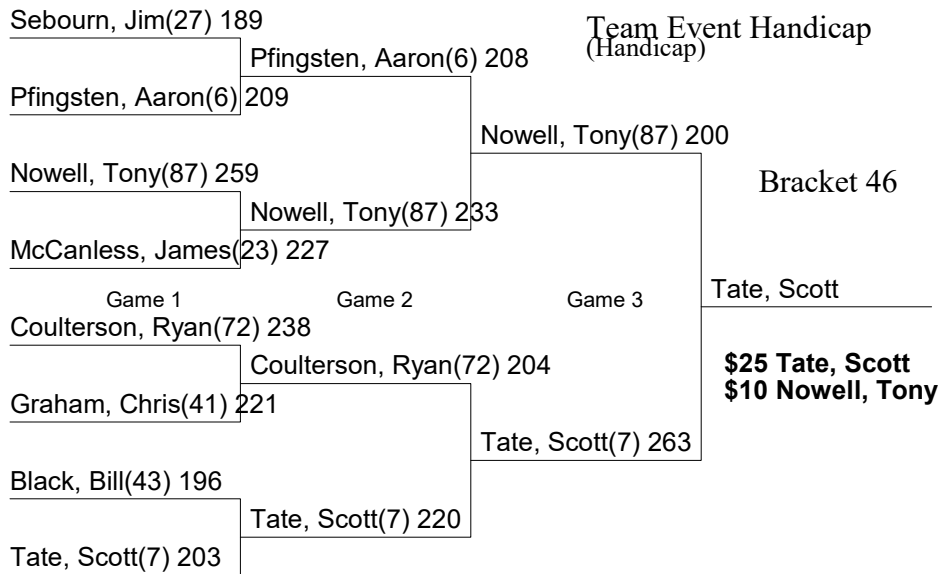 Sebourn, Jim(27) 189
Team Event Handicap
(Handicap)
Pfingsten, Aaron(6) 208
Pfingsten, Aaron(6) 209
Nowell, Tony(87) 200
Nowell, Tony(87) 259
Bracket 46
Nowell, Tony(87) 233
McCanless, James(23) 227
Game 1
Game 2
Game 3
Tate, Scott
Coulterson, Ryan(72) 238
Coulterson, Ryan(72) 204
$25 Tate, Scott
$10 Nowell, Tony
Graham, Chris(41) 221
Tate, Scott(7) 263
Black, Bill(43) 196
Tate, Scott(7) 220
Tate, Scott(7) 203